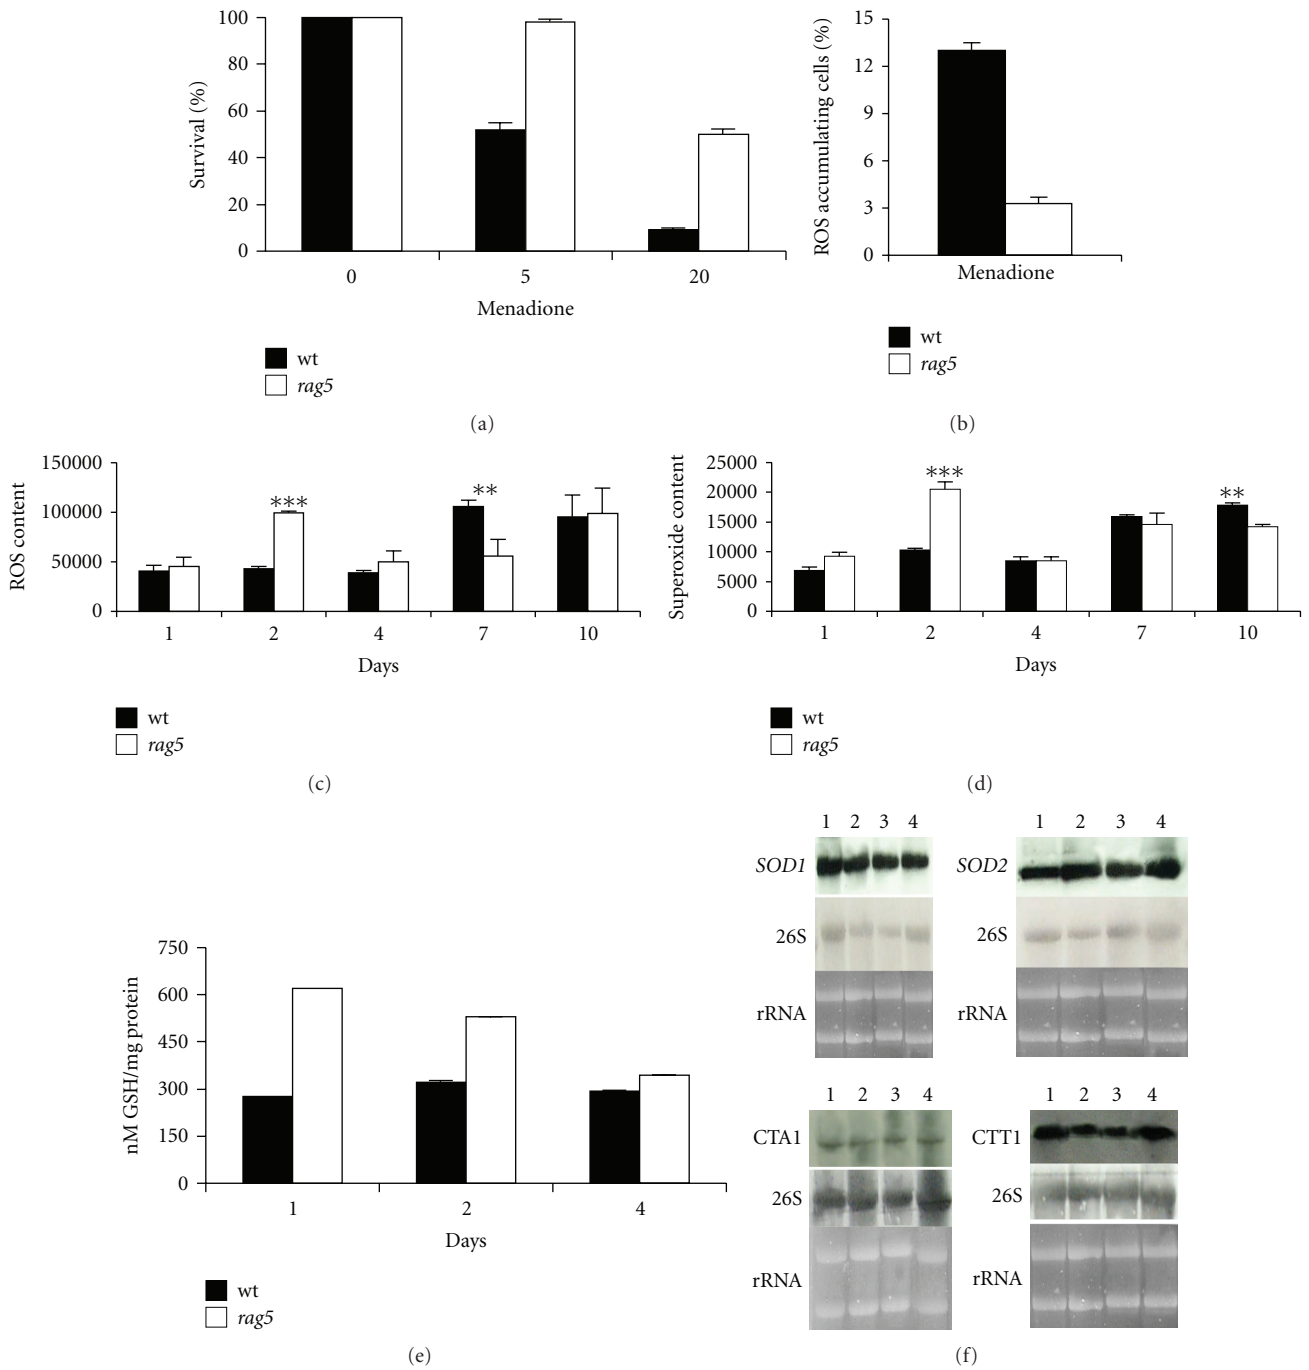 100
80
60
40
20
0
Survival (%)
0 5 20
Menadione
wt
rag5
(a)
15
12
9
6
3
0
ROS accumulating cells (%)
Menadione
wt
rag5
(b)
150000
100000
50000
0
ROS content
***
**
1 2 4 7 10
Days
wt
rag5
(c)
25000
20000
15000
10000
5000
0
Superoxide content
***
**
1 2 4 7 10
Days
wt
rag5
(d)
750
600
450
300
150
0
nM GSH/mg protein
1 2 4
Days
wt
rag5
(e)
1 2 3 4
SOD1
26S
rRNA
1 2 3 4
SOD2
26S
rRNA
1 2 3 4
CTA1
26S
rRNA
1 2 3 4
CTT1
26S
rRNA
(f)